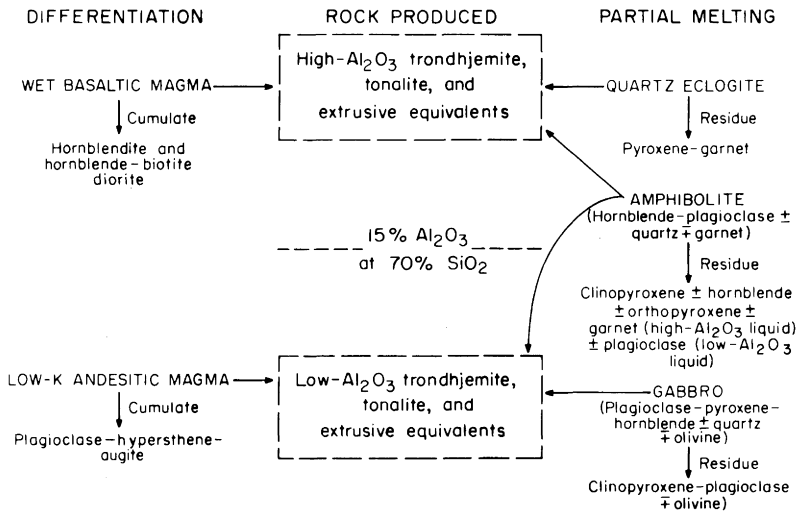 DIFFERENTIATION
ROCK PRODUCED
PARTIAL MELTING
High-Al2O3 trondhjemite,
tonalite, and
extrusive equivalents
WET BASALTIC MAGMA
Cumulate
Hornblendite and
hornblende-biotite
diorite
QUARTZ ECLOGITE
Residue
Pyroxene-garnet
AMPHIBOLITE
(Hornblende-plagioclase ±
quartz ∓ garnet)
Residue
Clinopyroxene ± hornblende
± orthopyroxene ±
garnet (high-Al2O3 liquid)
± plagioclase (low-Al2O3
liquid)
15% Al2O3
at 70% SiO2
LOW-K ANDESITIC MAGMA
Cumulate
Plagioclase-hypersthene-
augite
Low-Al2O3 trondhjemite,
tonalite, and
extrusive equivalents
GABBRO
(Plagioclase-pyroxene-
hornblende ± quartz
∓ olivine)
Residue
Clinopyroxene-plagioclase
∓ olivine)